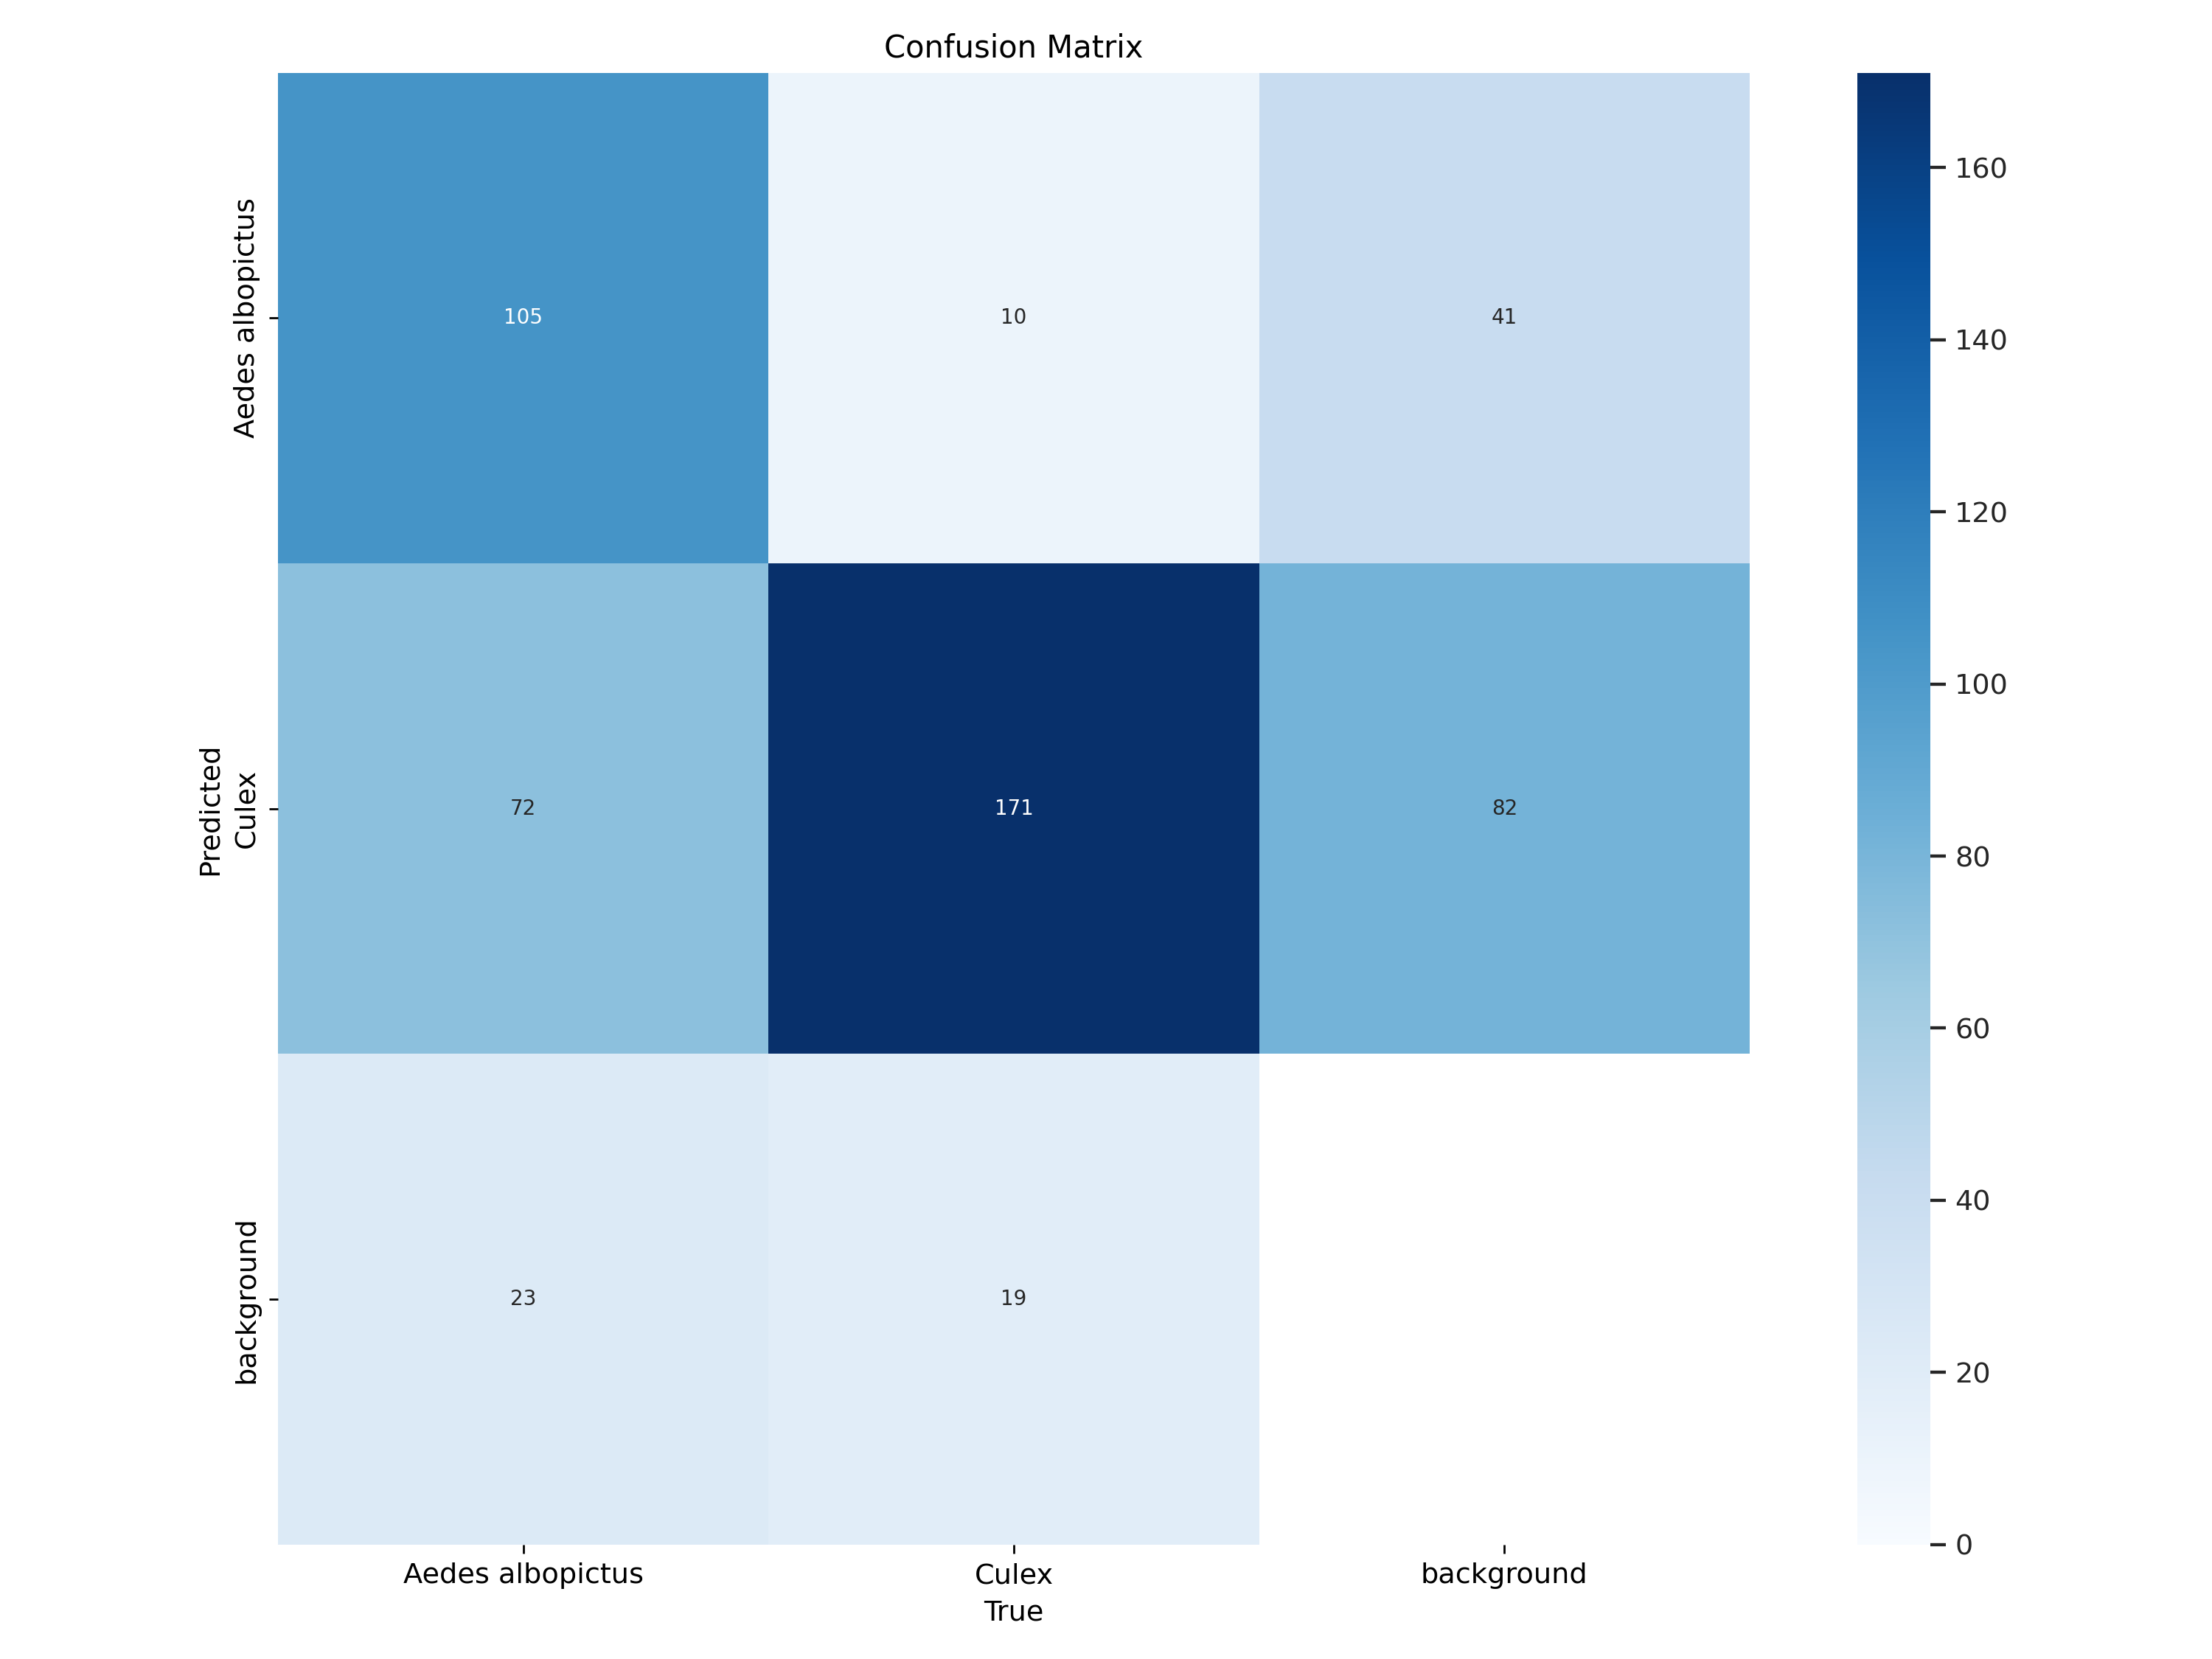 Confusion Matrix
Aedes albopictus
105
10
41
Predicted
Culex
72
171
82
background
23
19
Aedes albopictus
Culex
background
True
160
140
120
100
80
60
40
20
0